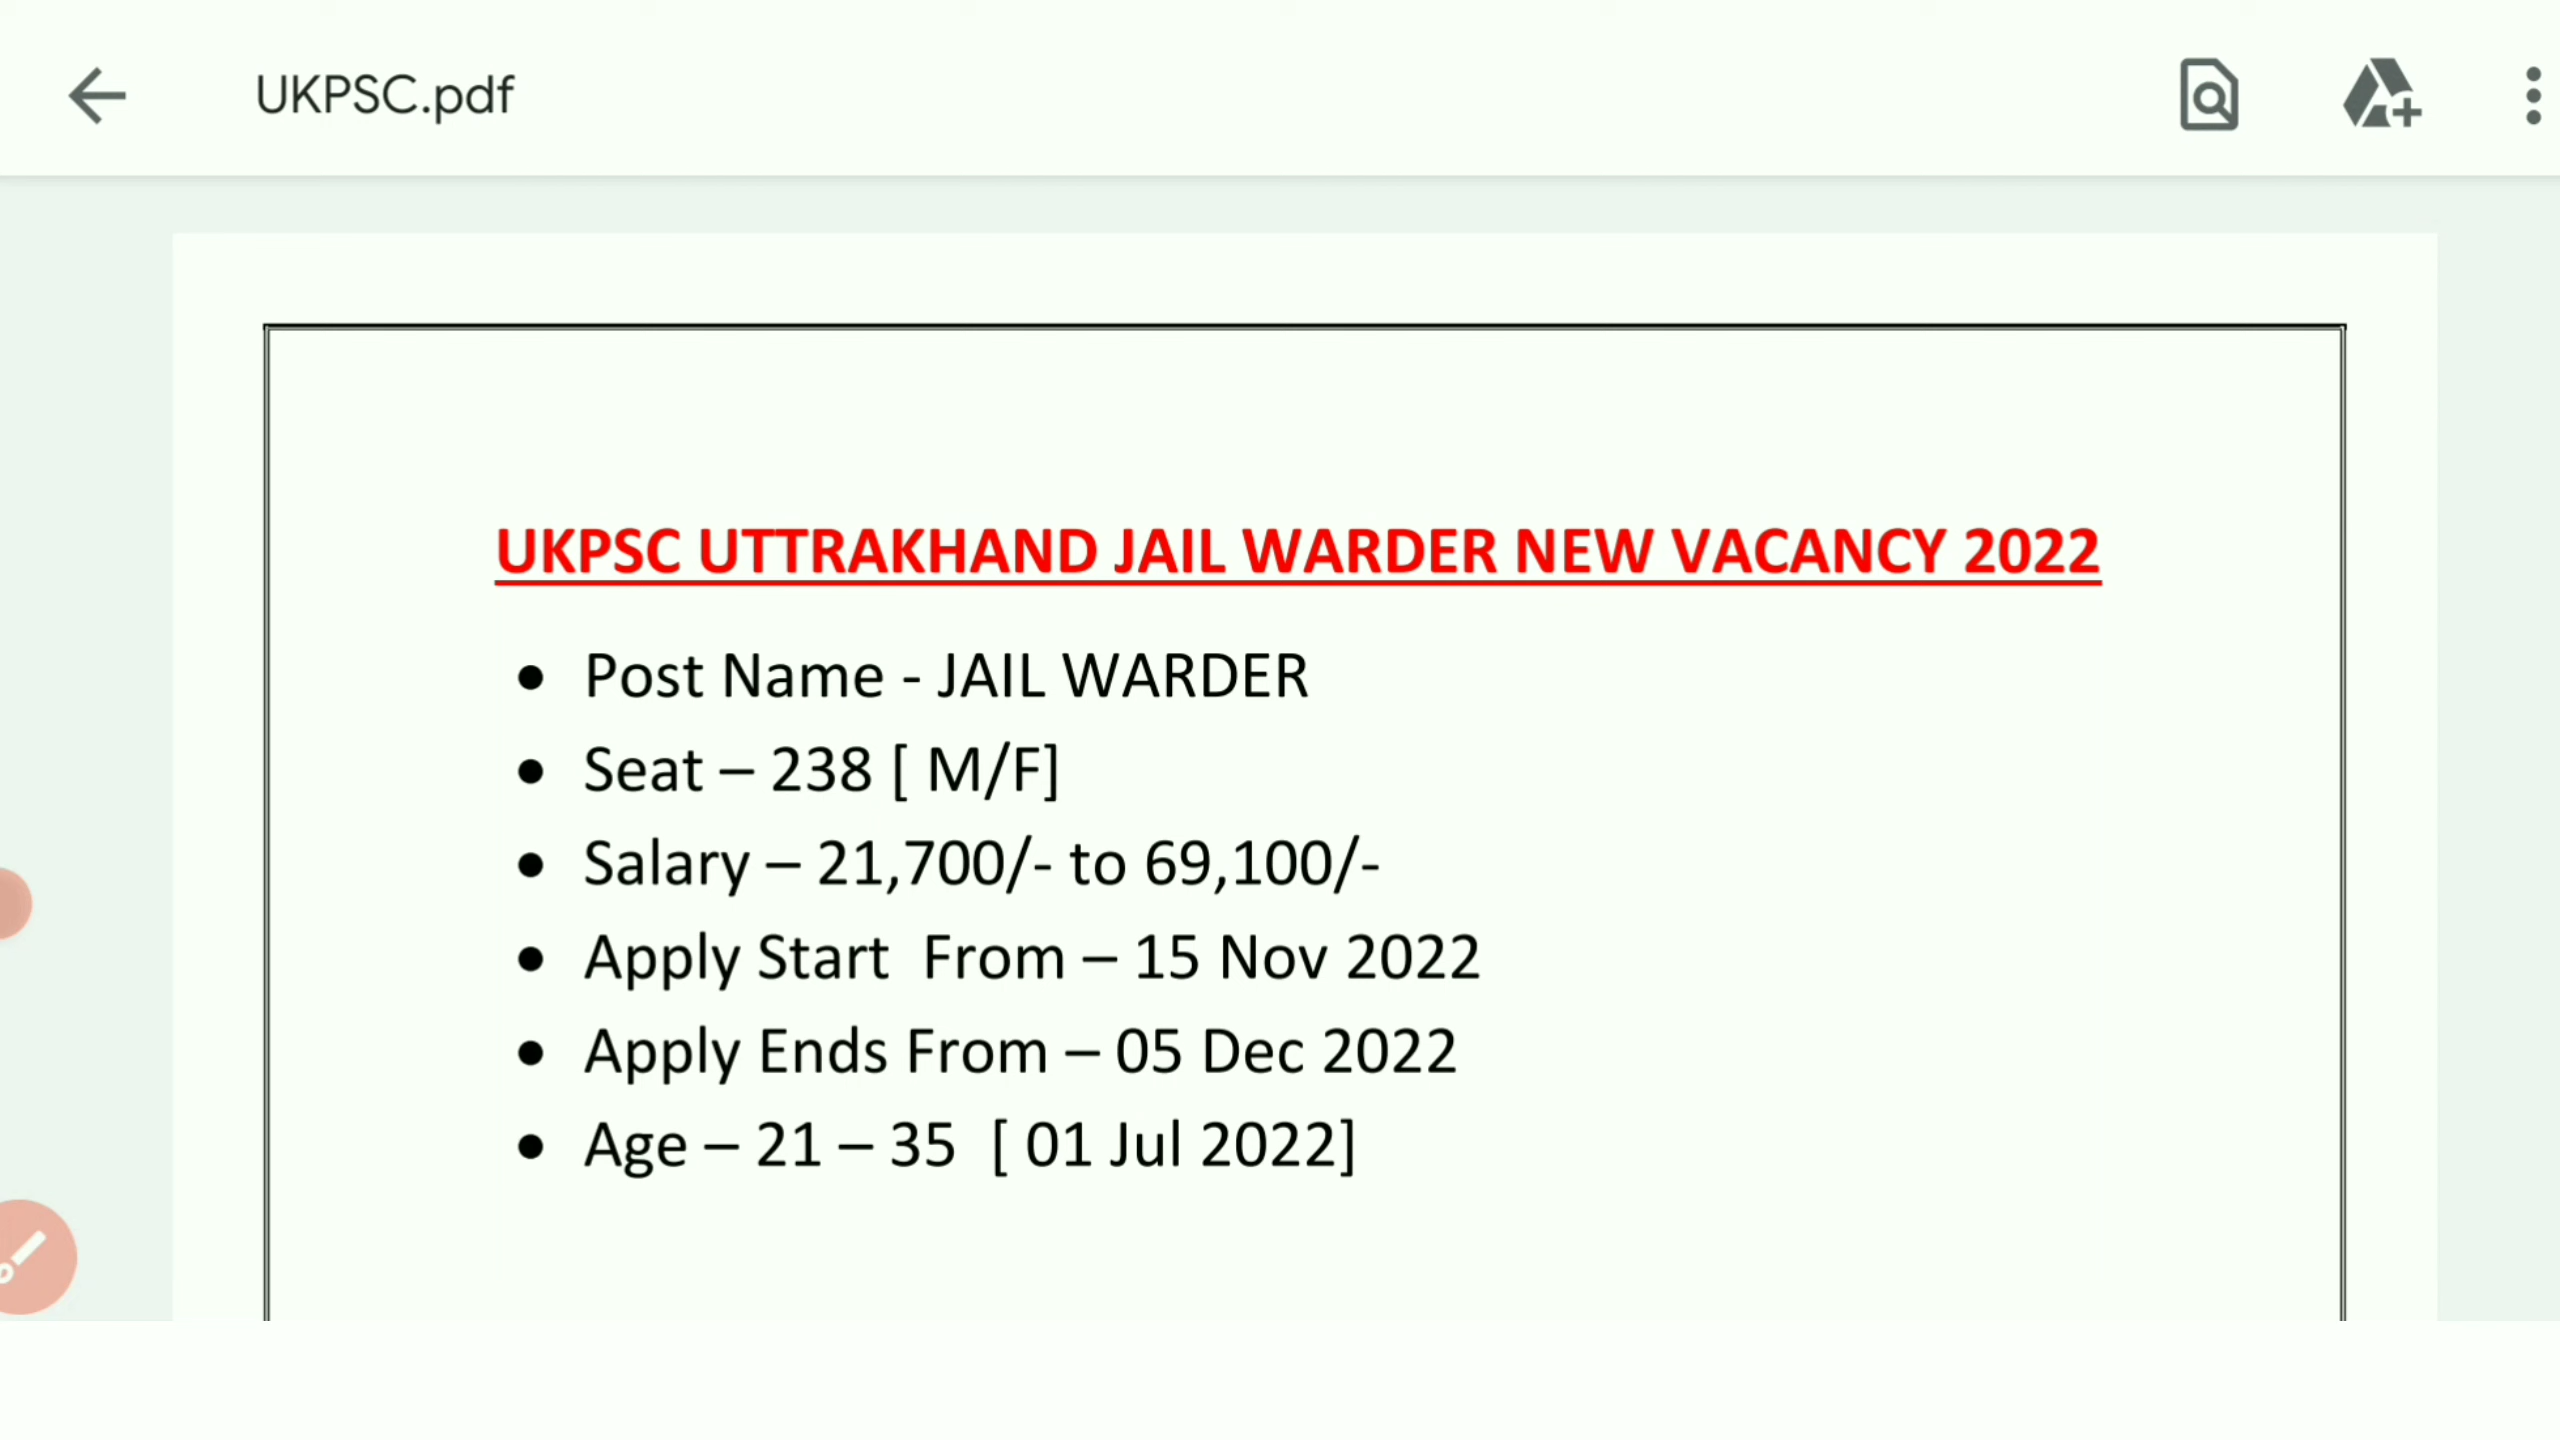 UKPSC.pdf
UKPSC UTTRAKHAND JAIL WARDER NEW VACANCY 2022
• Post Name - JAIL WARDER
• Seat – 238 [ M/F]
• Salary – 21,700/- to 69,100/-
• Apply Start  From – 15 Nov 2022
• Apply Ends From – 05 Dec 2022
• Age – 21 – 35  [ 01 Jul 2022]